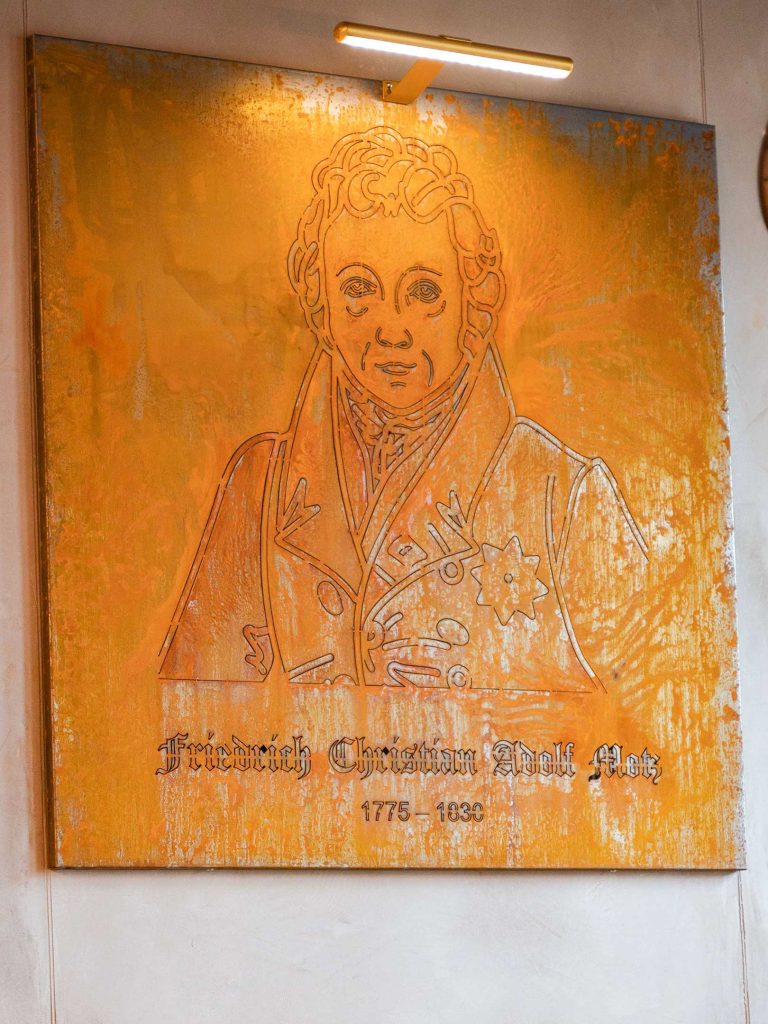 Friedrich Christian Adolf Motz
1775 – 1830